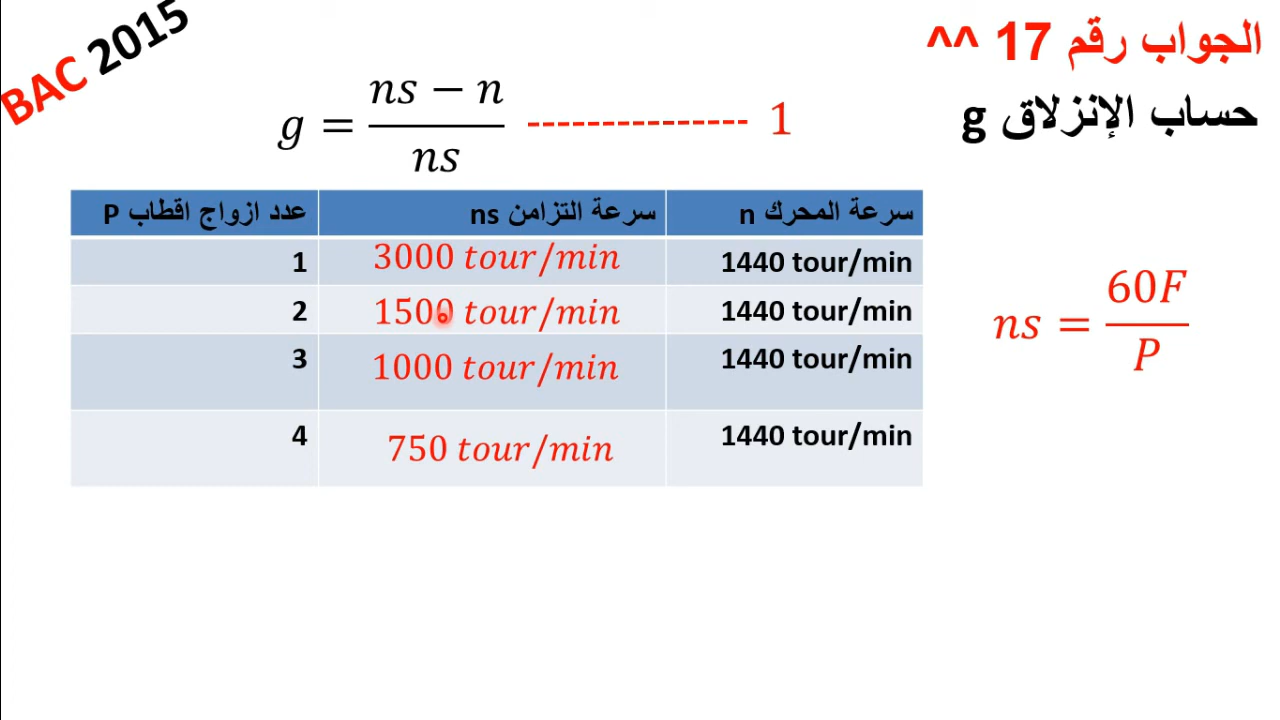 BAC 2015
الجواب رقم 17 ^^
حساب الإنزلاق g
g = (ns − n) / ns -------------- 1
عدد ازواج اقطاب P | سرعة التزامن ns | سرعة المحرك n
1 | 3000 tour/min | 1440 tour/min
2 | 1500 tour/min | 1440 tour/min
3 | 1000 tour/min | 1440 tour/min
4 | 750 tour/min | 1440 tour/min
ns = 60F / P